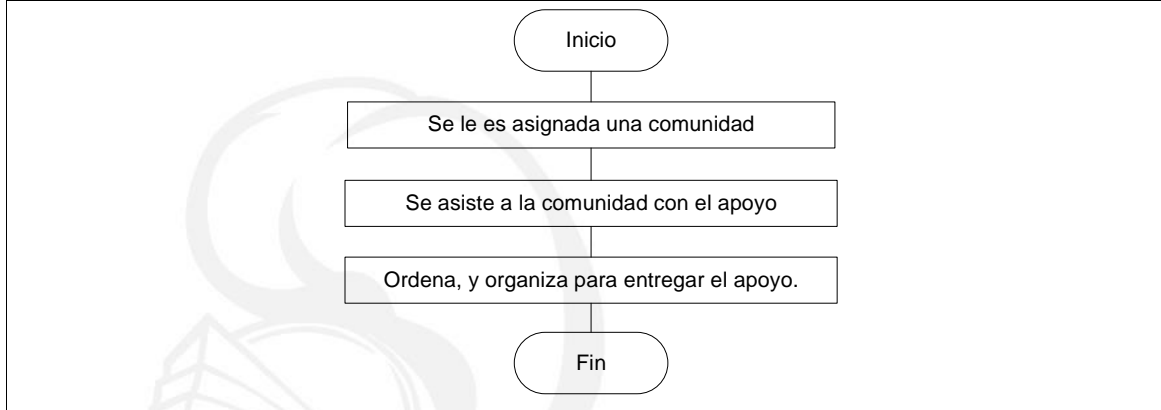 Inicio
Se le es asignada una comunidad
Se asiste a la comunidad con el apoyo
Ordena, y organiza para entregar el apoyo.
Fin